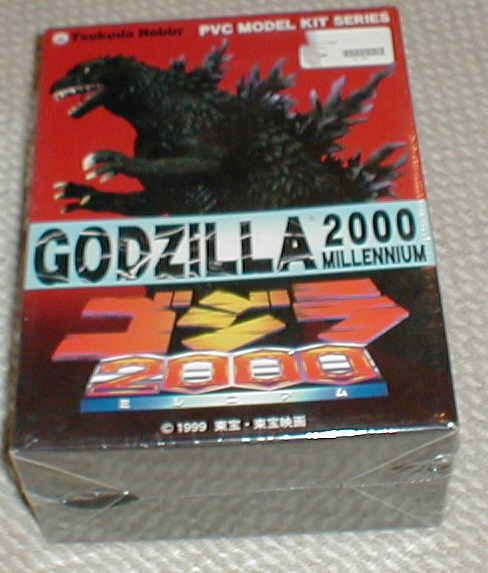 Tsukuda Hobby
PVC MODEL KIT SERIES
GODZILLA 2000
MILLENNIUM
ゴジラ
2000
ミレニアム
© 1999 東宝・東宝映画